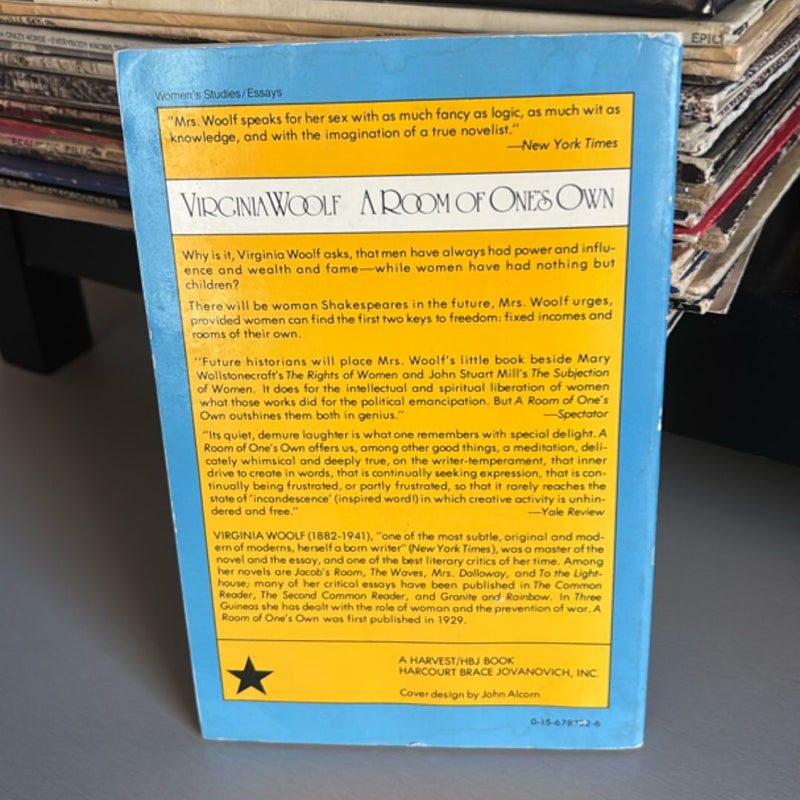 CRAZY HORSE - EVERYBODY KNOWS THIS
EPIC
Women's Studies/Essays
"Mrs. Woolf speaks for her sex with as much fancy as logic, as much wit as
knowledge, and with the imagination of a true novelist."
—New York Times
VIRGINIA WOOLF A ROOM OF ONE'S OWN
Why is it, Virginia Woolf asks, that men have always had power and influ-
ence and wealth and fame—while women have had nothing but
children?
There will be woman Shakespeares in the future, Mrs. Woolf urges,
provided women can find the first two keys to freedom: fixed incomes and
rooms of their own.
"Future historians will place Mrs. Woolf's little book beside Mary
Wollstonecraft's The Rights of Women and John Stuart Mill's The Subjection
of Women. It does for the intellectual and spiritual liberation of women
what those works did for the political emancipation. But A Room of One's
Own outshines them both in genius." —Spectator
"Its quiet, demure laughter is what one remembers with special delight. A
Room of One's Own offers us, among other good things, a meditation, deli-
cately whimsical and deeply true, on the writer-temperament, that inner
drive to create in words, that is continually seeking expression, that is con-
tinually being frustrated, or partly frustrated, so that it rarely reaches the
state of 'incandescence' (inspired word!) in which creative activity is unhin-
dered and free." —Yale Review
VIRGINIA WOOLF (1882-1941), "one of the most subtle, original and mod-
ern of moderns, herself a born writer" (New York Times), was a master of the
novel and the essay, and one of the best literary critics of her time. Among
her novels are Jacob's Room, The Waves, Mrs. Dalloway, and To the Light-
house; many of her critical essays have been published in The Common
Reader, The Second Common Reader, and Granite and Rainbow. In Three
Guineas she has dealt with the role of woman and the prevention of war. A
Room of One's Own was first published in 1929.
A HARVEST/HBJ BOOK
HARCOURT BRACE JOVANOVICH, INC.
Cover design by John Alcorn